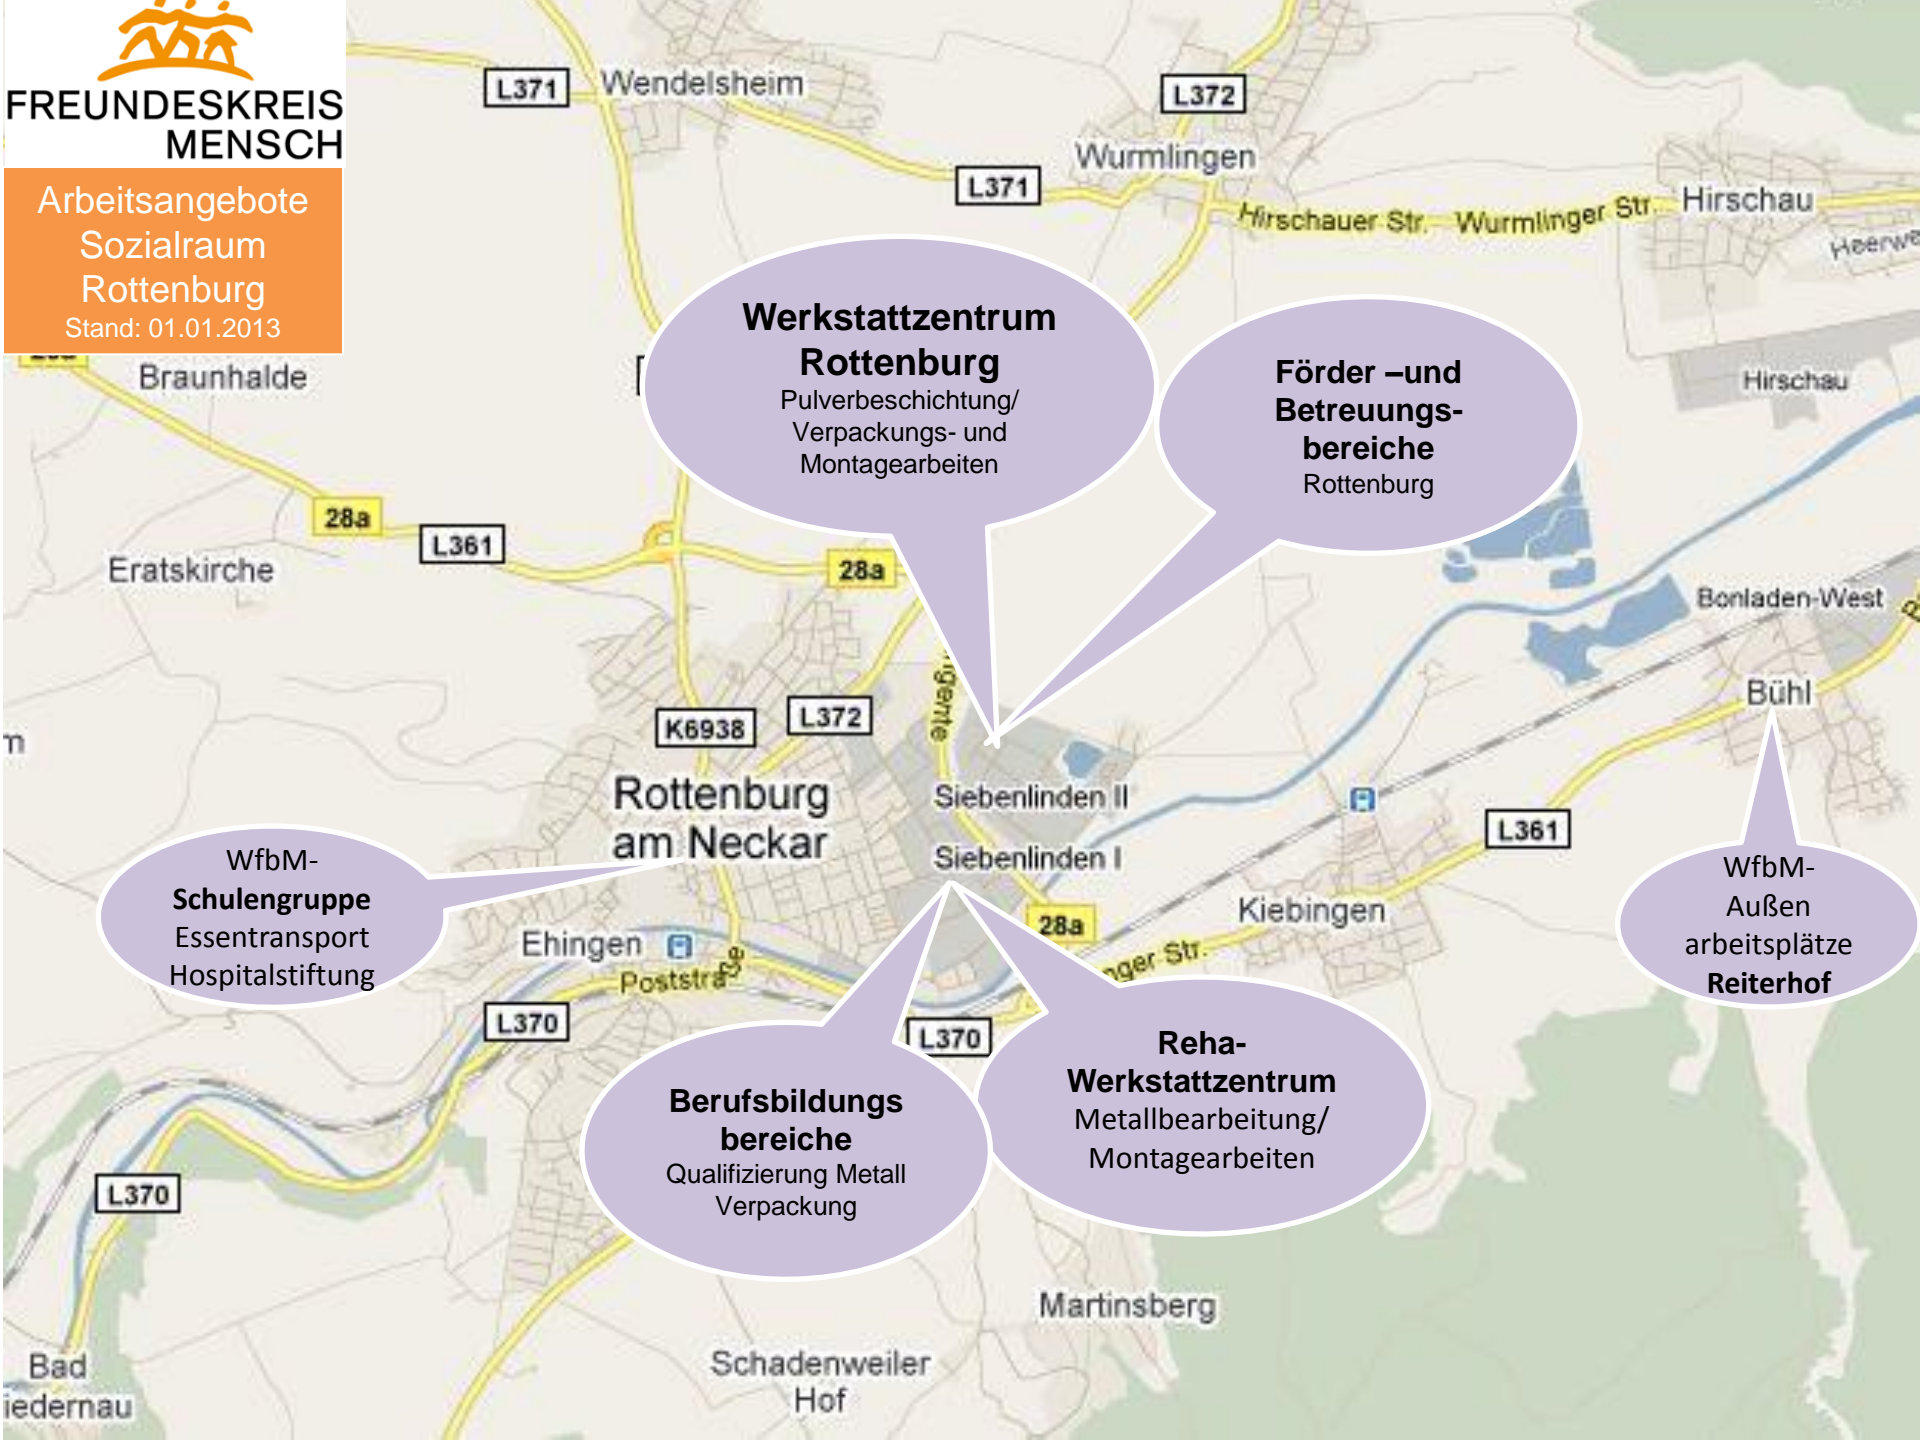 FREUNDESKREIS
MENSCH
Arbeitsangebote
Sozialraum
Rottenburg
Stand: 01.01.2013
L371
Wendelsheim
L372
Wurmlingen
L371
Hirschauer Str.
Wurmlinger Str.
Hirschau
Hirschau
Braunhalde
Werkstattzentrum
Rottenburg
Pulverbeschichtung/
Verpackungs- und
Montagearbeiten
Förder –und
Betreuungs-
bereiche
Rottenburg
28a
L361
28a
Eratskirche
Bonladen-West
Bühl
K6938
L372
Rottenburg
am Neckar
Siebenlinden II
Siebenlinden I
L361
WfbM-
Schulengruppe
Essentransport
Hospitalstiftung
WfbM-
Außen
arbeitsplätze
Reiterhof
Ehingen
Poststraße
28a
Kiebingen
L370
L370
Berufsbildungs
bereiche
Qualifizierung Metall
Verpackung
Reha-
Werkstattzentrum
Metallbearbeitung/
Montagearbeiten
L370
Martinsberg
Schadenweiler
Hof
Bad
iedernau